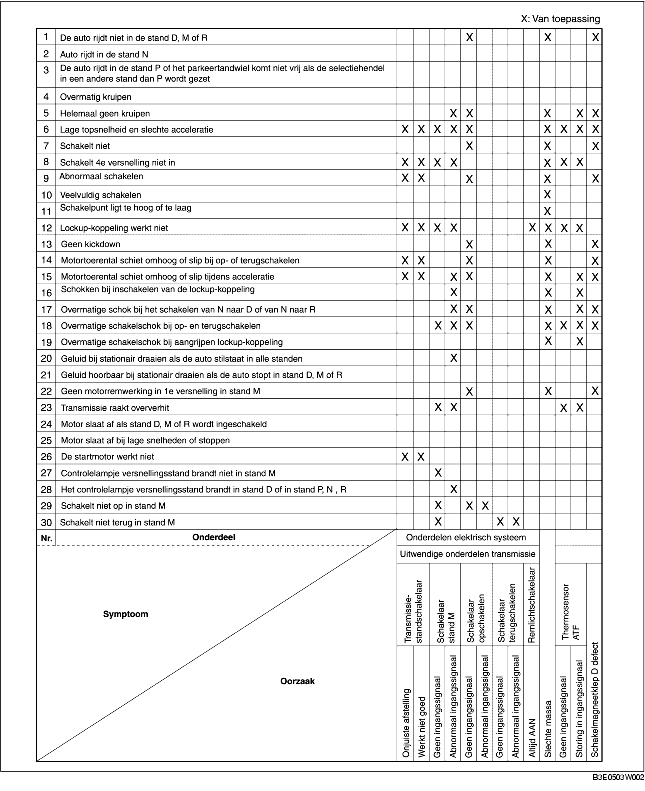 X: Van toepassing
1 De auto rijdt niet in de stand D, M of R X X X
2 Auto rijdt in de stand N
3 De auto rijdt in de stand P of het parkeertandwiel komt niet vrij als de selectiehendel
in een andere stand dan P wordt gezet
4 Overmatig kruipen
5 Helemaal geen kruipen X X X X X
6 Lage topsnelheid en slechte acceleratie X X X X X X X X X
7 Schakelt niet X X X
8 Schakelt 4e versnelling niet in X X X X X X X
9 Abnormaal schakelen X X X X X
10 Veelvuldig schakelen X
11 Schakelpunt ligt te hoog of te laag X
12 Lockup-koppeling werkt niet X X X X X X X X
13 Geen kickdown X X X
14 Motortoerental schiet omhoog of slip bij op- of terugschakelen X X X X X
15 Motortoerental schiet omhoog of slip tijdens acceleratie X X X X X X X
16 Schokken bij inschakelen van de lockup-koppeling X X X
17 Overmatige schok bij het schakelen van N naar D of van N naar R X X X X X
18 Overmatige schakelschok bij op- en terugschakelen X X X X X X X
19 Overmatige schakelschok bij aangrijpen lockup-koppeling X X
20 Geluid bij stationair draaien als de auto stilstaat in alle standen X
21 Geluid hoorbaar bij stationair draaien als de auto stopt in stand D, M of R
22 Geen motorremwerking in 1e versnelling in stand M X X X
23 Transmissie raakt oververhit X X X X
24 Motor slaat af als stand D, M of R wordt ingeschakeld
25 Motor slaat af bij lage snelheden of stoppen
26 De startmotor werkt niet X X
27 Controlelampje versnellingsstand brandt niet in stand M X
28 Het controlelampje versnellingsstand brandt in stand D of in stand P, N , R X
29 Schakelt niet op in stand M X X X
30 Schakelt niet terug in stand M X X X
Nr. Onderdeel
Onderdelen elektrisch systeem
Uitwendige onderdelen transmissie
Symptoom
Oorzaak
Transmissie-
standschakelaar
Schakelaar
stand M
Schakelaar
opschakelen
Schakelaar
terugschakelen
Remlichtschakelaar
Thermosensor
ATF
Onjuiste afstelling
Werkt niet goed
Geen ingangssignaal
Abnormaal ingangssignaal
Geen ingangssignaal
Abnormaal ingangssignaal
Geen ingangssignaal
Abnormaal ingangssignaal
Altijd AAN
Slechte massa
Geen ingangssignaal
Storing in ingangssignaal
Schakelmagneetklep D defect
B3E0503W002